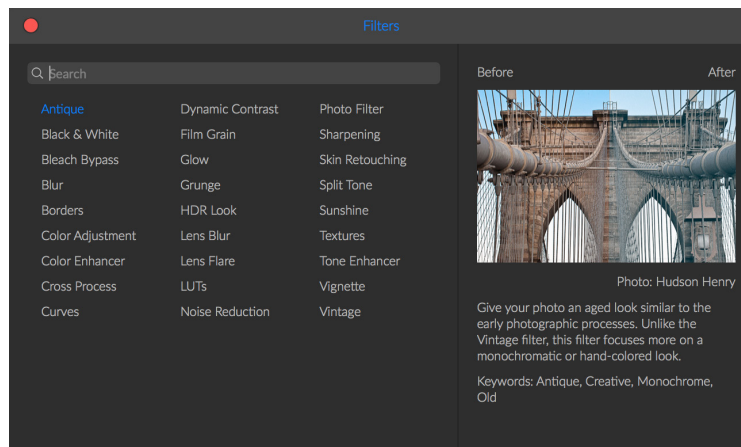 Filters
Search
Antique
Black & White
Bleach Bypass
Blur
Borders
Color Adjustment
Color Enhancer
Cross Process
Curves
Dynamic Contrast
Film Grain
Glow
Grunge
HDR Look
Lens Blur
Lens Flare
LUTs
Noise Reduction
Photo Filter
Sharpening
Skin Retouching
Split Tone
Sunshine
Textures
Tone Enhancer
Vignette
Vintage
Before After
Photo: Hudson Henry
Give your photo an aged look similar to the
early photographic processes. Unlike the
Vintage filter, this filter focuses more on a
monochromatic or hand-colored look.
Keywords: Antique, Creative, Monochrome,
Old